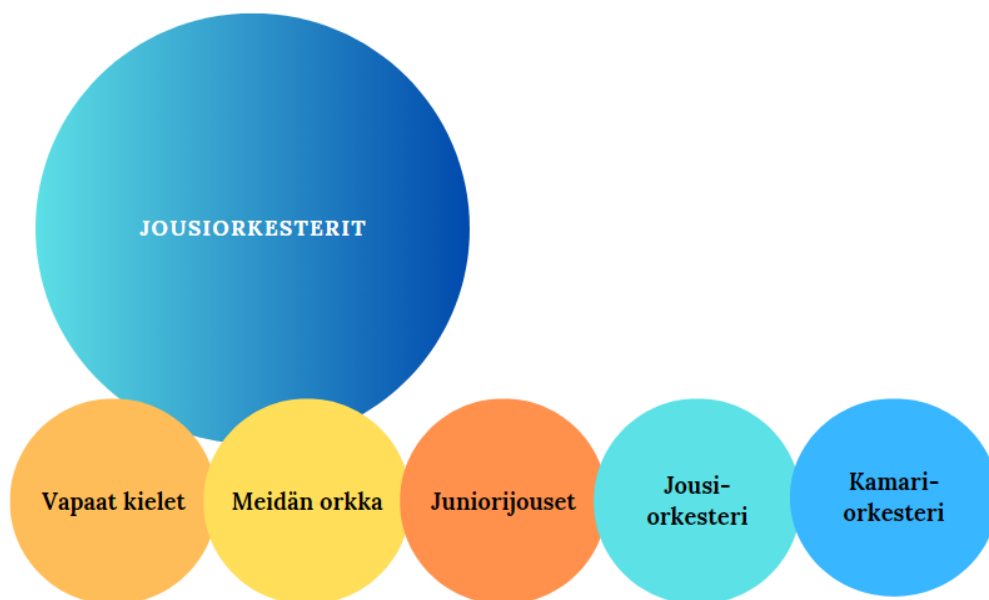 JOUSIORKESTERIT
Vapaat kielet
Meidän orkka
Juniorijouset
Jousi-
orkesteri
Kamari-
orkesteri